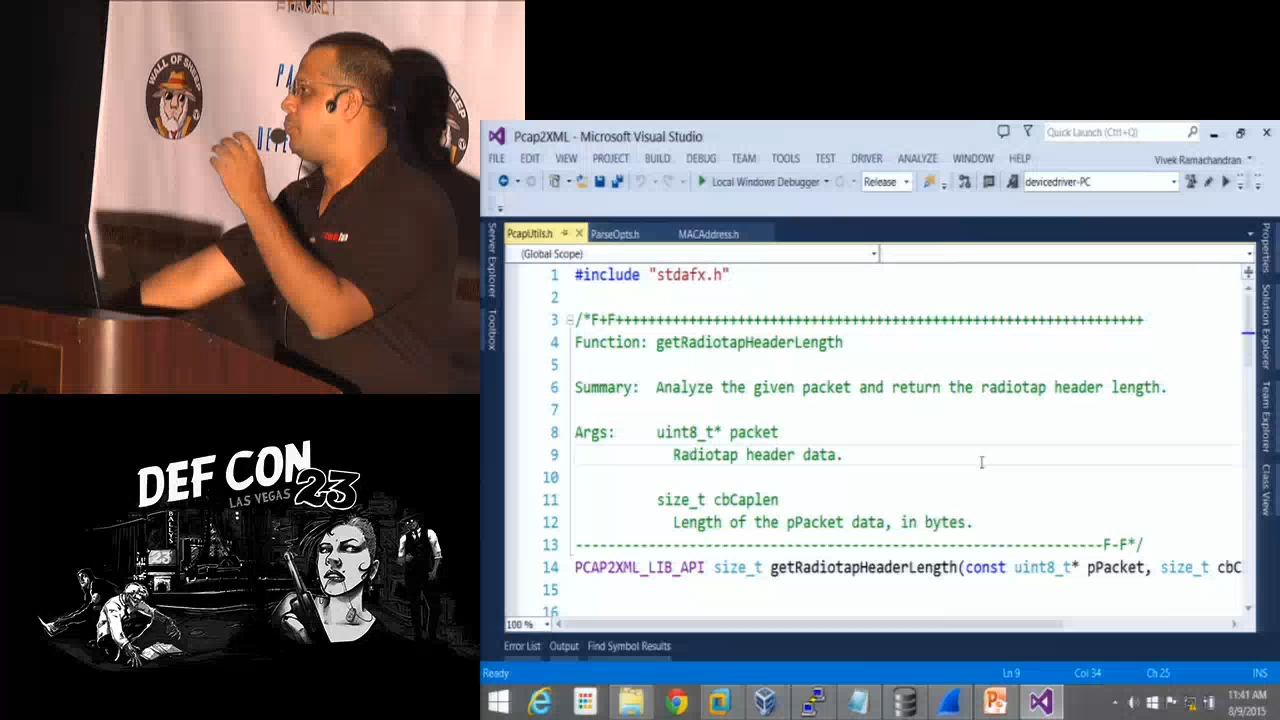 WALL OF SHEEP
DEF CON
LAS VEGAS 23
BALLY'S
Pcap2XML - Microsoft Visual Studio
Quick Launch (Ctrl+Q)
FILE EDIT VIEW PROJECT BUILD DEBUG TEAM TOOLS TEST DRIVER ANALYZE WINDOW HELP
Vivek Ramachandran
Local Windows Debugger Release devicedriver-PC
PcapUtils.h ParseOpts.h MACAddress.h
(Global Scope)
Server Explorer
Toolbox
Properties
Solution Explorer
Team Explorer
Class View
1 #include "stdafx.h"
2
3 /*F+F+++++++++++++++++++++++++++++++++++++++++++++++++++++++++++++++++
4 Function: getRadiotapHeaderLength
5
6 Summary: Analyze the given packet and return the radiotap header length.
7
8 Args: uint8_t* packet
9 Radiotap header data.
10
11 size_t cbCaplen
12 Length of the pPacket data, in bytes.
13 -----------------------------------------------------------------F-F*/
14 PCAP2XML_LIB_API size_t getRadiotapHeaderLength(const uint8_t* pPacket, size_t cbC
15
16
100 %
Error List Output Find Symbol Results
Ready Ln 9 Col 34 Ch 25 INS
11:41 AM
8/9/2015